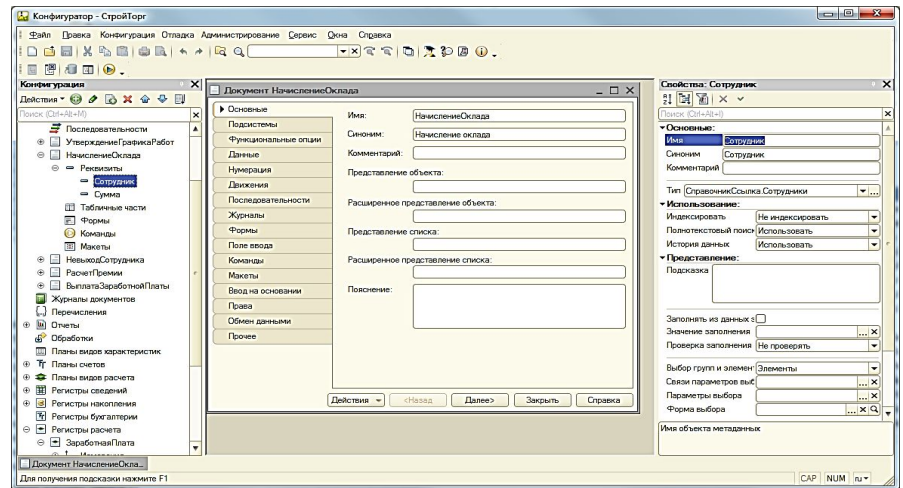 Конфигуратор - СтройТорг
Файл Правка Конфигурация Отладка Администрирование Сервис Окна Справка
Конфигурация
Действия
Поиск (Ctrl+Alt+M)
Последовательности
УтверждениеГрафикаРабот
НачислениеОклада
Реквизиты
Сотрудник
Сумма
Табличные части
Формы
Команды
Макеты
НевыходСотрудника
РасчетПремии
ВыплатаЗаработнойПлаты
Журналы документов
Перечисления
Отчеты
Обработки
Планы видов характеристик
Планы счетов
Планы видов расчета
Регистры сведений
Регистры накопления
Регистры бухгалтерии
Регистры расчета
ЗаработнаяПлата
Документ НачислениеОклада
Основные
Подсистемы
Функциональные опции
Данные
Нумерация
Движения
Последовательности
Журналы
Формы
Поле ввода
Команды
Макеты
Ввод на основании
Права
Обмен данными
Прочее
Имя: НачислениеОклада
Синоним: Начисление оклада
Комментарий:
Представление объекта:
Расширенное представление объекта:
Представление списка:
Расширенное представление списка:
Пояснение:
Действия <Назад Далее> Закрыть Справка
Свойства: Сотрудник
Поиск (Ctrl+Alt+I)
Основные:
Имя Сотрудник
Синоним Сотрудник
Комментарий
Тип СправочникСсылка.Сотрудники
Использование:
Индексировать Не индексировать
Полнотекстовый поиск Использовать
История данных Использовать
Представление:
Подсказка
Заполнять из данных з
Значение заполнения
Проверка заполнения Не проверять
Выбор групп и элемен Элементы
Связи параметров выб
Параметры выбора
Форма выбора
Имя объекта метаданных
Документ НачислениеОкла...
Для получения подсказки нажмите F1
CAP NUM ru